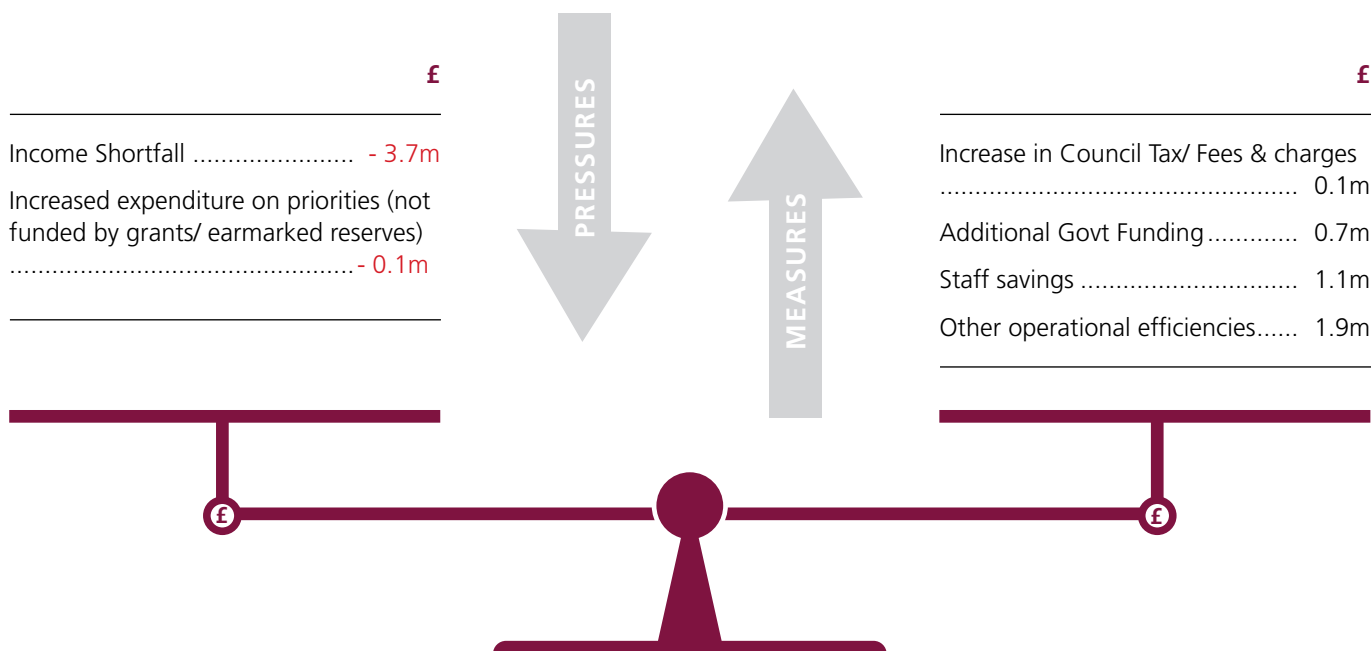 £
Income Shortfall ....................... - 3.7m
Increased expenditure on priorities (not
funded by grants/ earmarked reserves)
.................................................- 0.1m
PRESSURES
MEASURES
£
Increase in Council Tax/ Fees & charges
................................................... 0.1m
Additional Govt Funding............. 0.7m
Staff savings ............................... 1.1m
Other operational efficiencies...... 1.9m
£
£